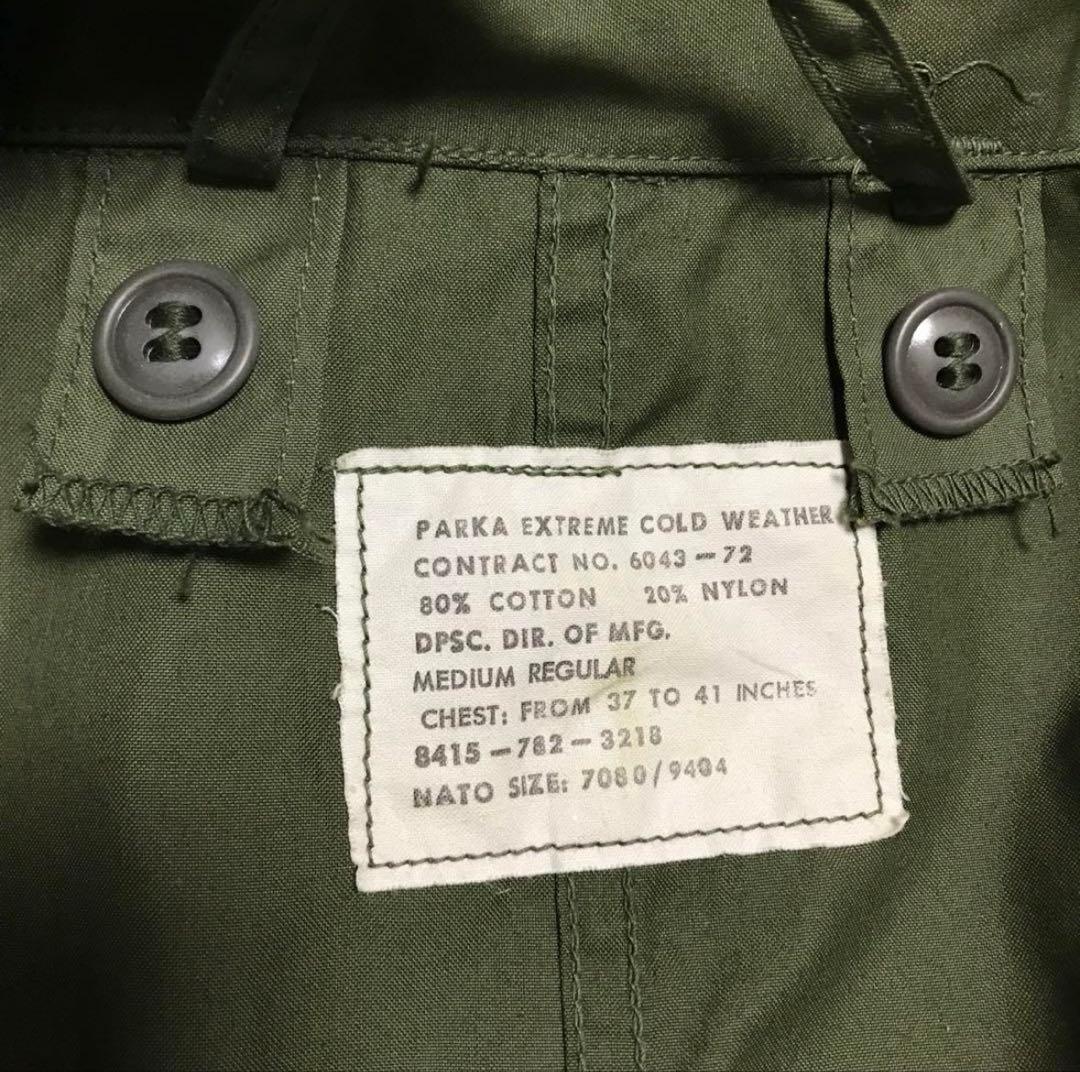 PARKA EXTREME COLD WEATHER
CONTRACT NO. 6043-72
80% COTTON 20% NYLON
DPSC. DIR. OF MFG.
MEDIUM REGULAR
CHEST: FROM 37 TO 41 INCHES
8415-782-3218
NATO SIZE: 7080/9404